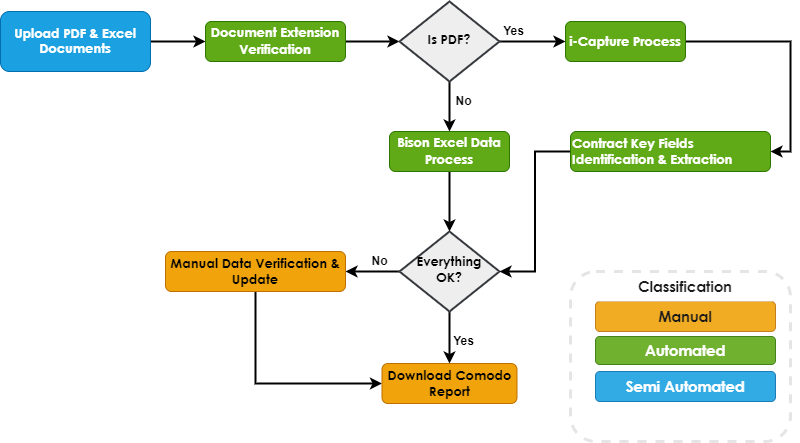 Upload PDF & Excel
Documents
Document Extension
Verification
Is PDF?
Yes
i-Capture Process
No
Bison Excel Data
Process
Contract Key Fields
Identification & Extraction
Manual Data Verification &
Update
No
Everything
OK?
Yes
Download Comodo
Report
Classification
Manual
Automated
Semi Automated